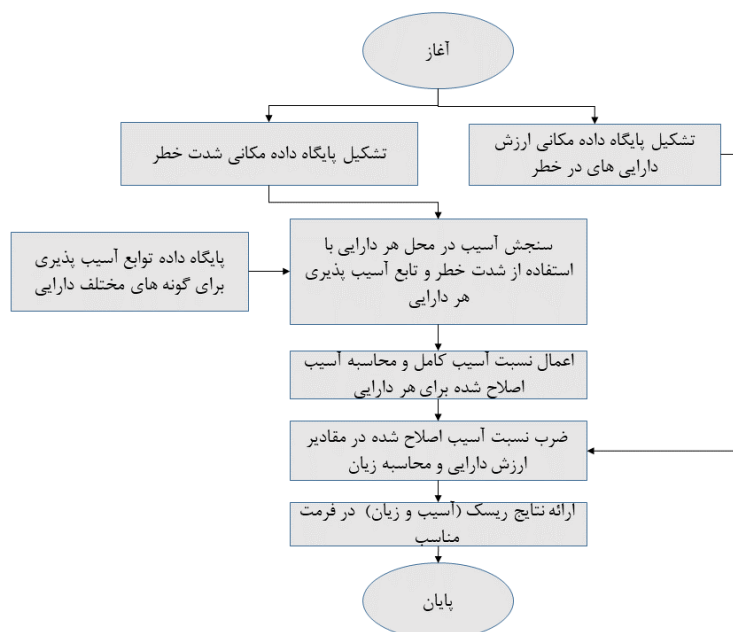 آغاز
تشکیل پایگاه داده مکانی ارزش
دارایی های در خطر
تشکیل پایگاه داده مکانی شدت خطر
سنجش آسیب در محل هر دارایی با
استفاده از شدت خطر و تابع آسیب پذیری
هر دارایی
پایگاه داده توابع آسیب پذیری
برای گونه های مختلف دارایی
اعمال نسبت آسیب کامل و محاسبه آسیب
اصلاح شده برای هر دارایی
ضرب نسبت آسیب اصلاح شده در مقادیر
ارزش دارایی و محاسبه زیان
ارائه نتایج ریسک (آسیب و زیان) در فرمت
مناسب
پایان